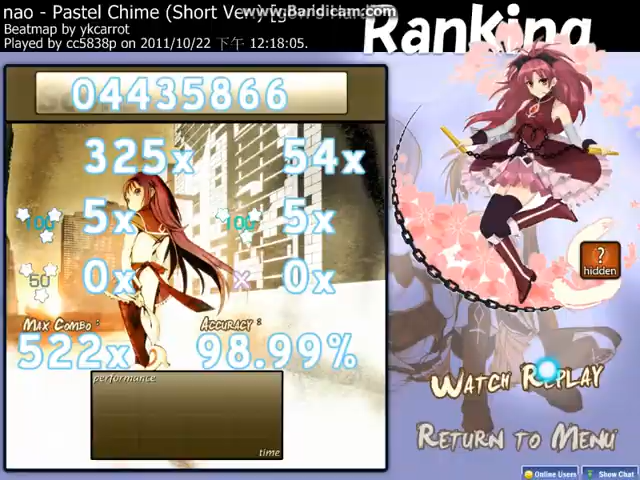 nao - Pastel Chime (Short Ver.)
www.Bandicam.com
Beatmap by ykcarrot
Played by cc5838p on 2011/10/22 下午 12:18:05.
Ranking
04435866
325x 54x
100 5x 100 5x
50 0x x 0x
Max Combo : Accuracy :
522x 98.99%
?
hidden
performance
time
Watch Replay
Return to Menu
Online Users Show Chat